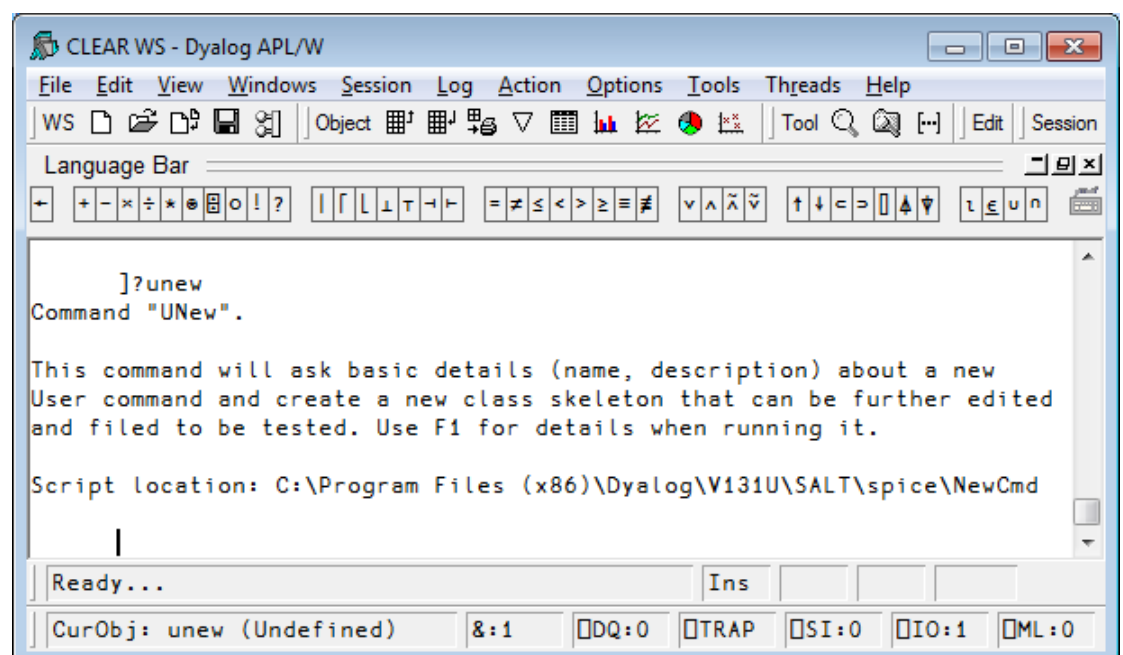 CLEAR WS - Dyalog APL/W
File Edit View Windows Session Log Action Options Tools Threads Help
WS Object Tool Edit Session
Language Bar
← + - × ÷ * ⍟ ⌹ ○ ! ? | ⌈ ⌊ ⊥ ⊤ ⊣ ⊢ = ≠ ≤ < > ≥ ≡ ≢ ∨ ∧ ⍲ ⍱ ↑ ↓ ⊂ ⊃ ⌷ ⍋ ⍒ ⍳ ⍷ ∪ ∩
]?unew
Command "UNew".
This command will ask basic details (name, description) about a new
User command and create a new class skeleton that can be further edited
and filed to be tested. Use F1 for details when running it.
Script location: C:\Program Files (x86)\Dyalog\V131U\SALT\spice\NewCmd
Ready... Ins
CurObj: unew (Undefined) &:1 ⎕DQ:0 ⎕TRAP ⎕SI:0 ⎕IO:1 ⎕ML:0